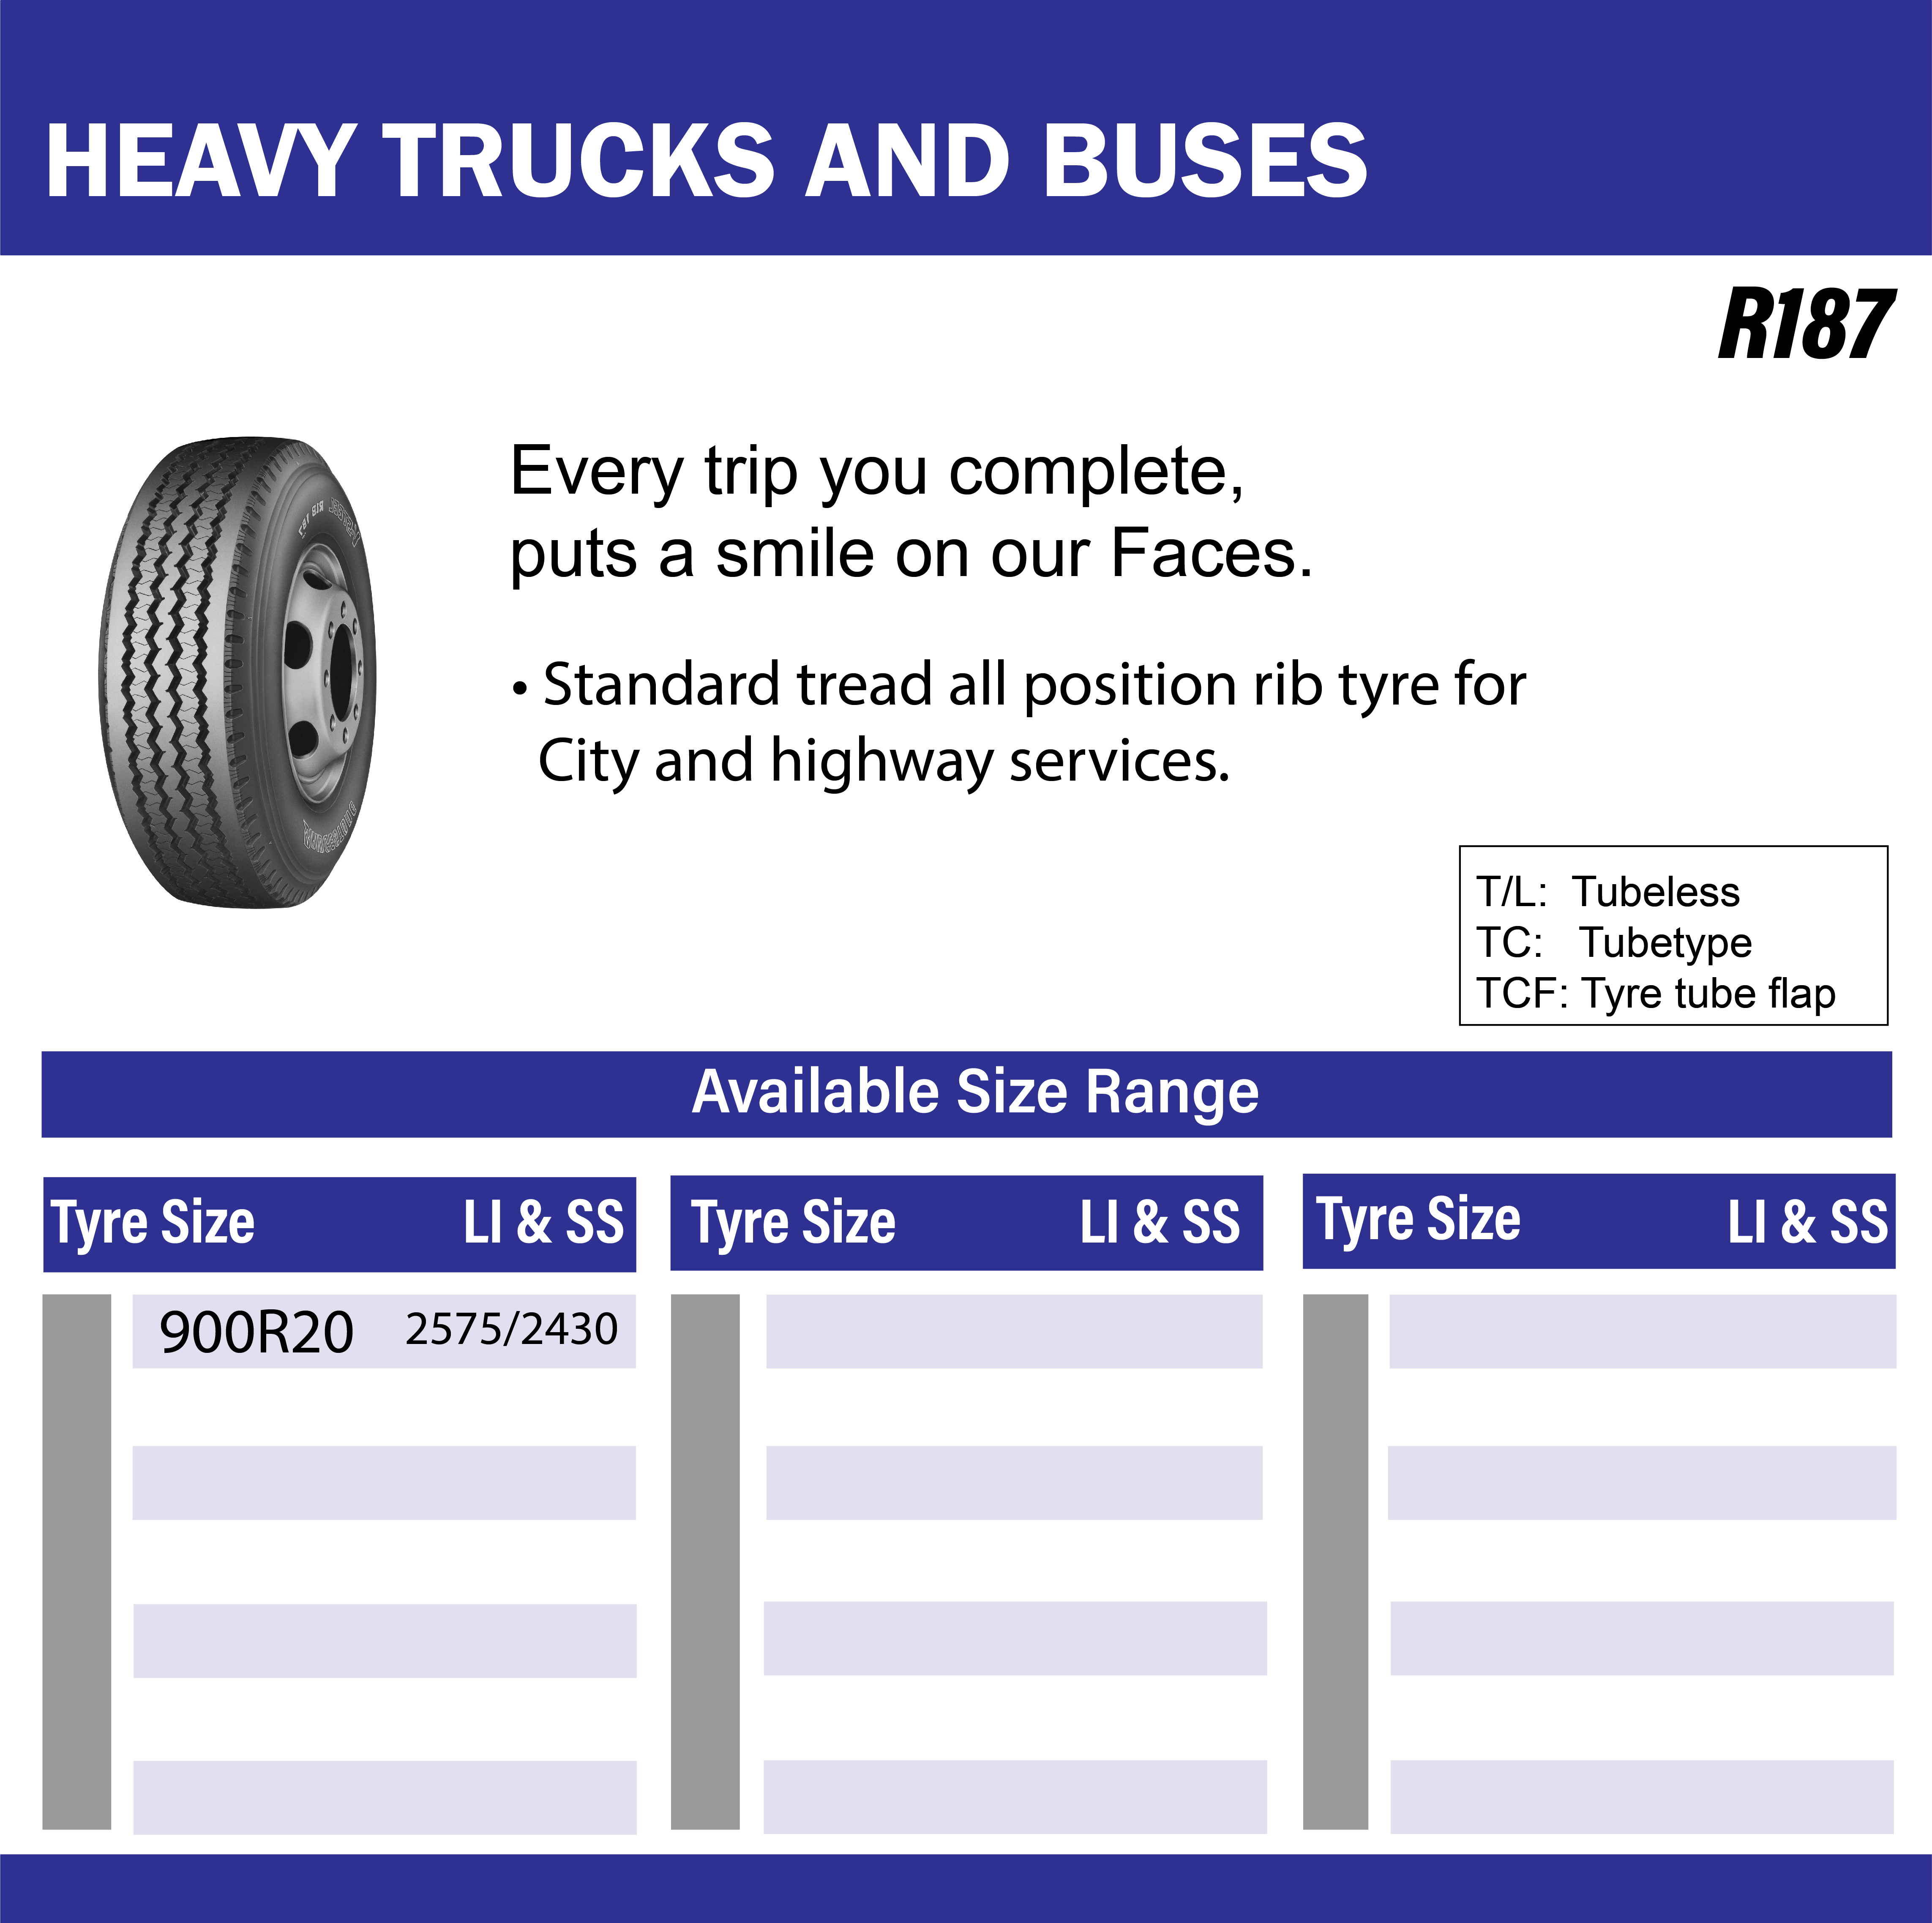 HEAVY TRUCKS AND BUSES
R187
Every trip you complete,
puts a smile on our Faces.
• Standard tread all position rib tyre for
City and highway services.
RIB 187
T/L: Tubeless
TC: Tubetype
TCF: Tyre tube flap
Available Size Range
Tyre Size LI & SS
Tyre Size LI & SS
Tyre Size LI & SS
900R20 2575/2430